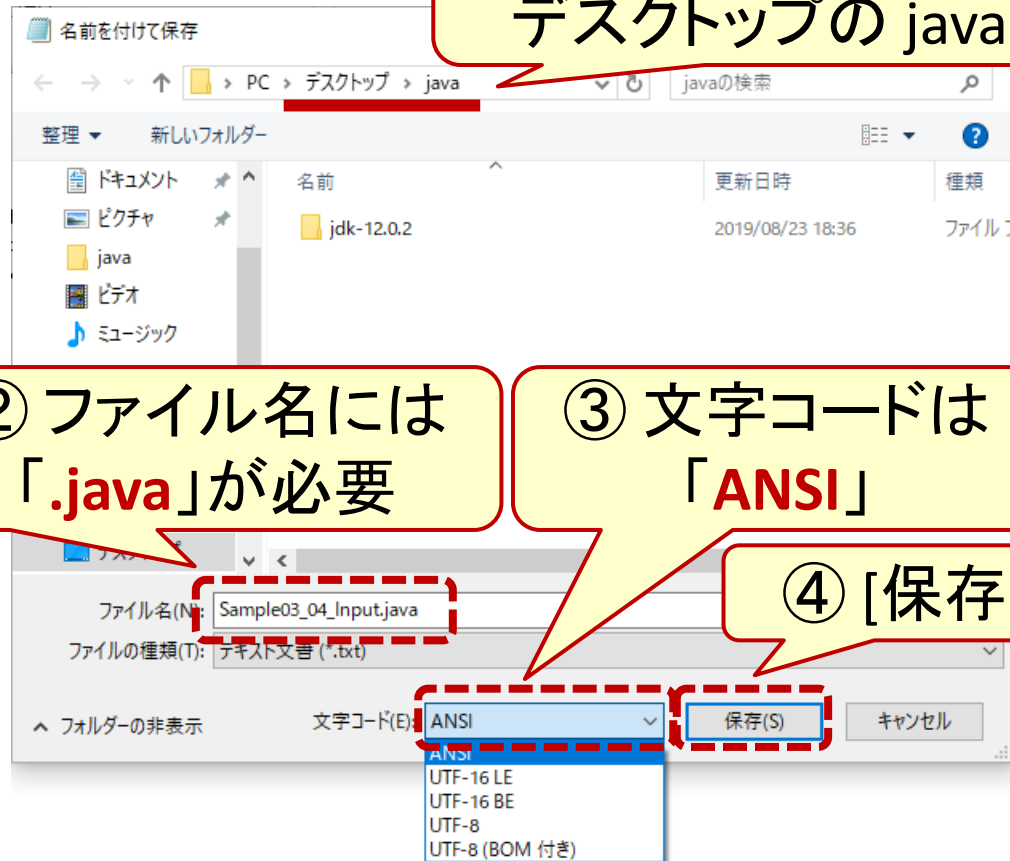 デスクトップの java
名前を付けて保存
PC › デスクトップ › java
javaの検索
整理 新しいフォルダー
ドキュメント
ピクチャ
java
ビデオ
ミュージック
名前 更新日時 種類
jdk-12.0.2 2019/08/23 18:36 ファイル
② ファイル名には
「.java」が必要
③ 文字コードは
「ANSI」
④ [保存
ファイル名(N): Sample03_04_Input.java
ファイルの種類(T): テキスト文書 (*.txt)
フォルダーの非表示 文字コード(E): ANSI 保存(S) キャンセル
ANSI
UTF-16 LE
UTF-16 BE
UTF-8
UTF-8 (BOM 付き)